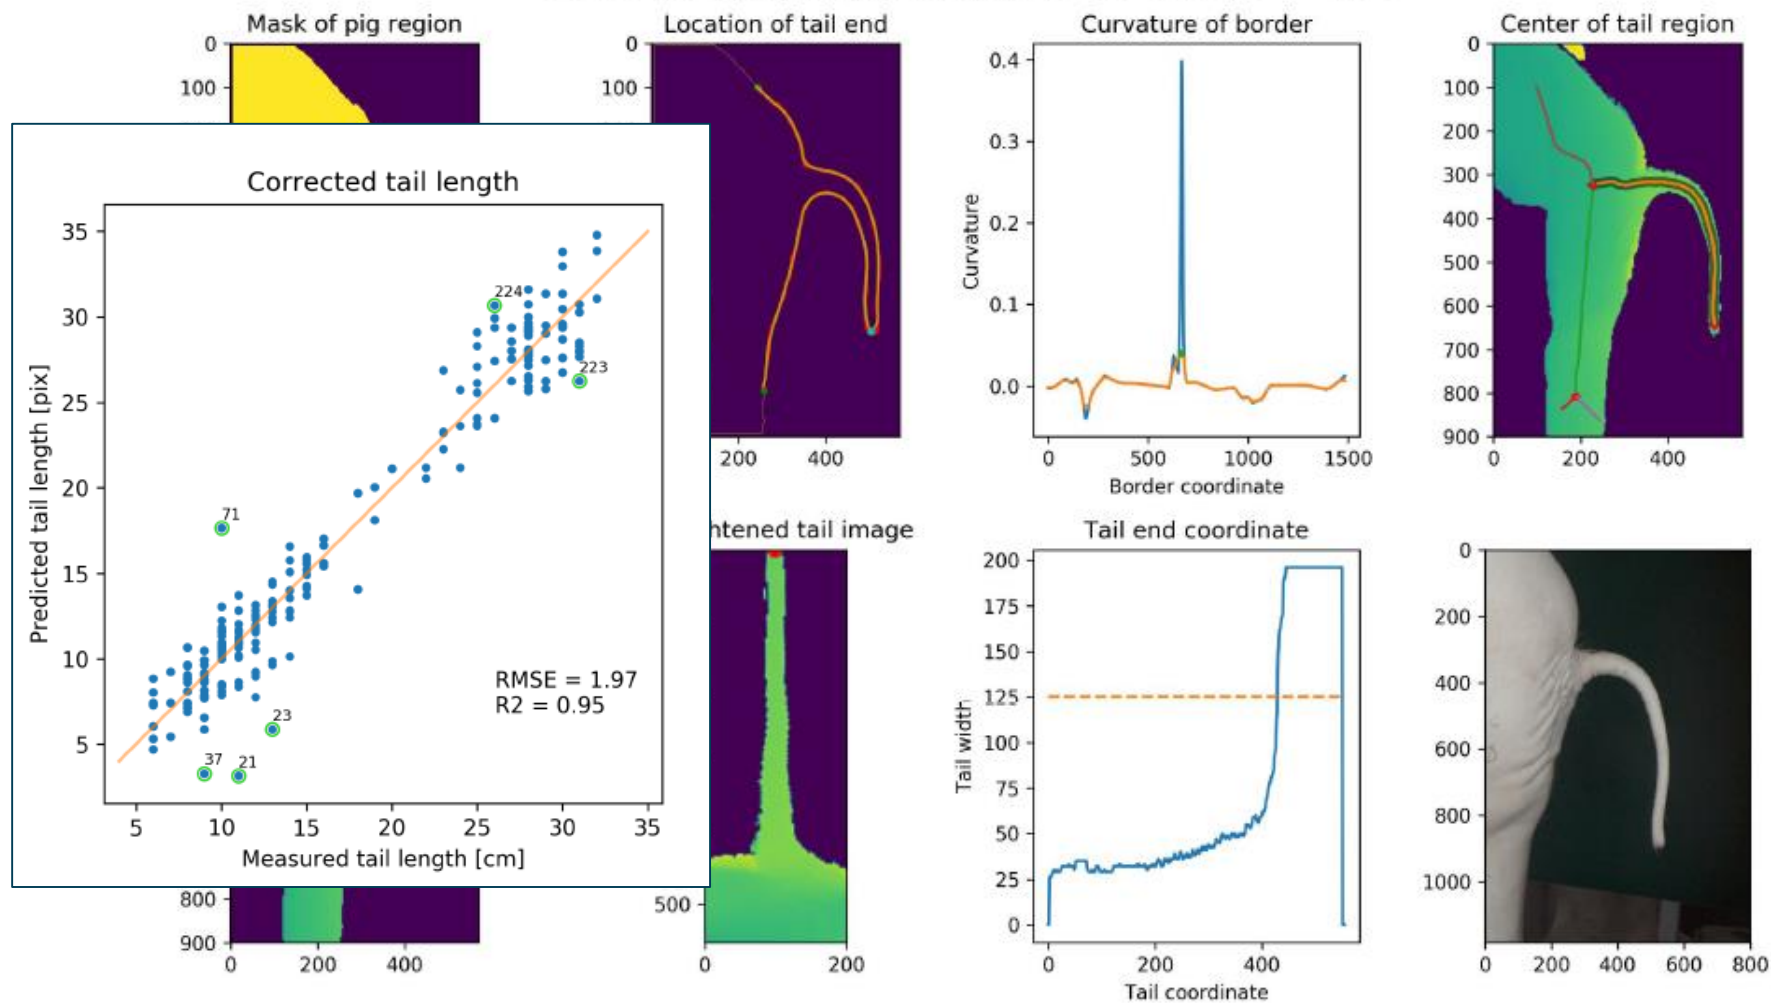 Mask of pig region
0
100
800
900
0 200 400
Location of tail end
0
100
200 400
Curvature of border
Curvature
0.4
0.3
0.2
0.1
0.0
0 500 1000 1500
Border coordinate
Center of tail region
0
100
200
300
400
500
600
700
800
900
0 200 400
Corrected tail length
Predicted tail length [pix]
35
30
25
20
15
10
5
224
223
71
23
37
21
RMSE = 1.97
R2 = 0.95
5 10 15 20 25 30 35
Measured tail length [cm]
htened tail image
500
0 200
Tail end coordinate
Tail width
200
175
150
125
100
75
50
25
0
0 200 400
Tail coordinate
0
200
400
600
800
1000
0 200 400 600 800